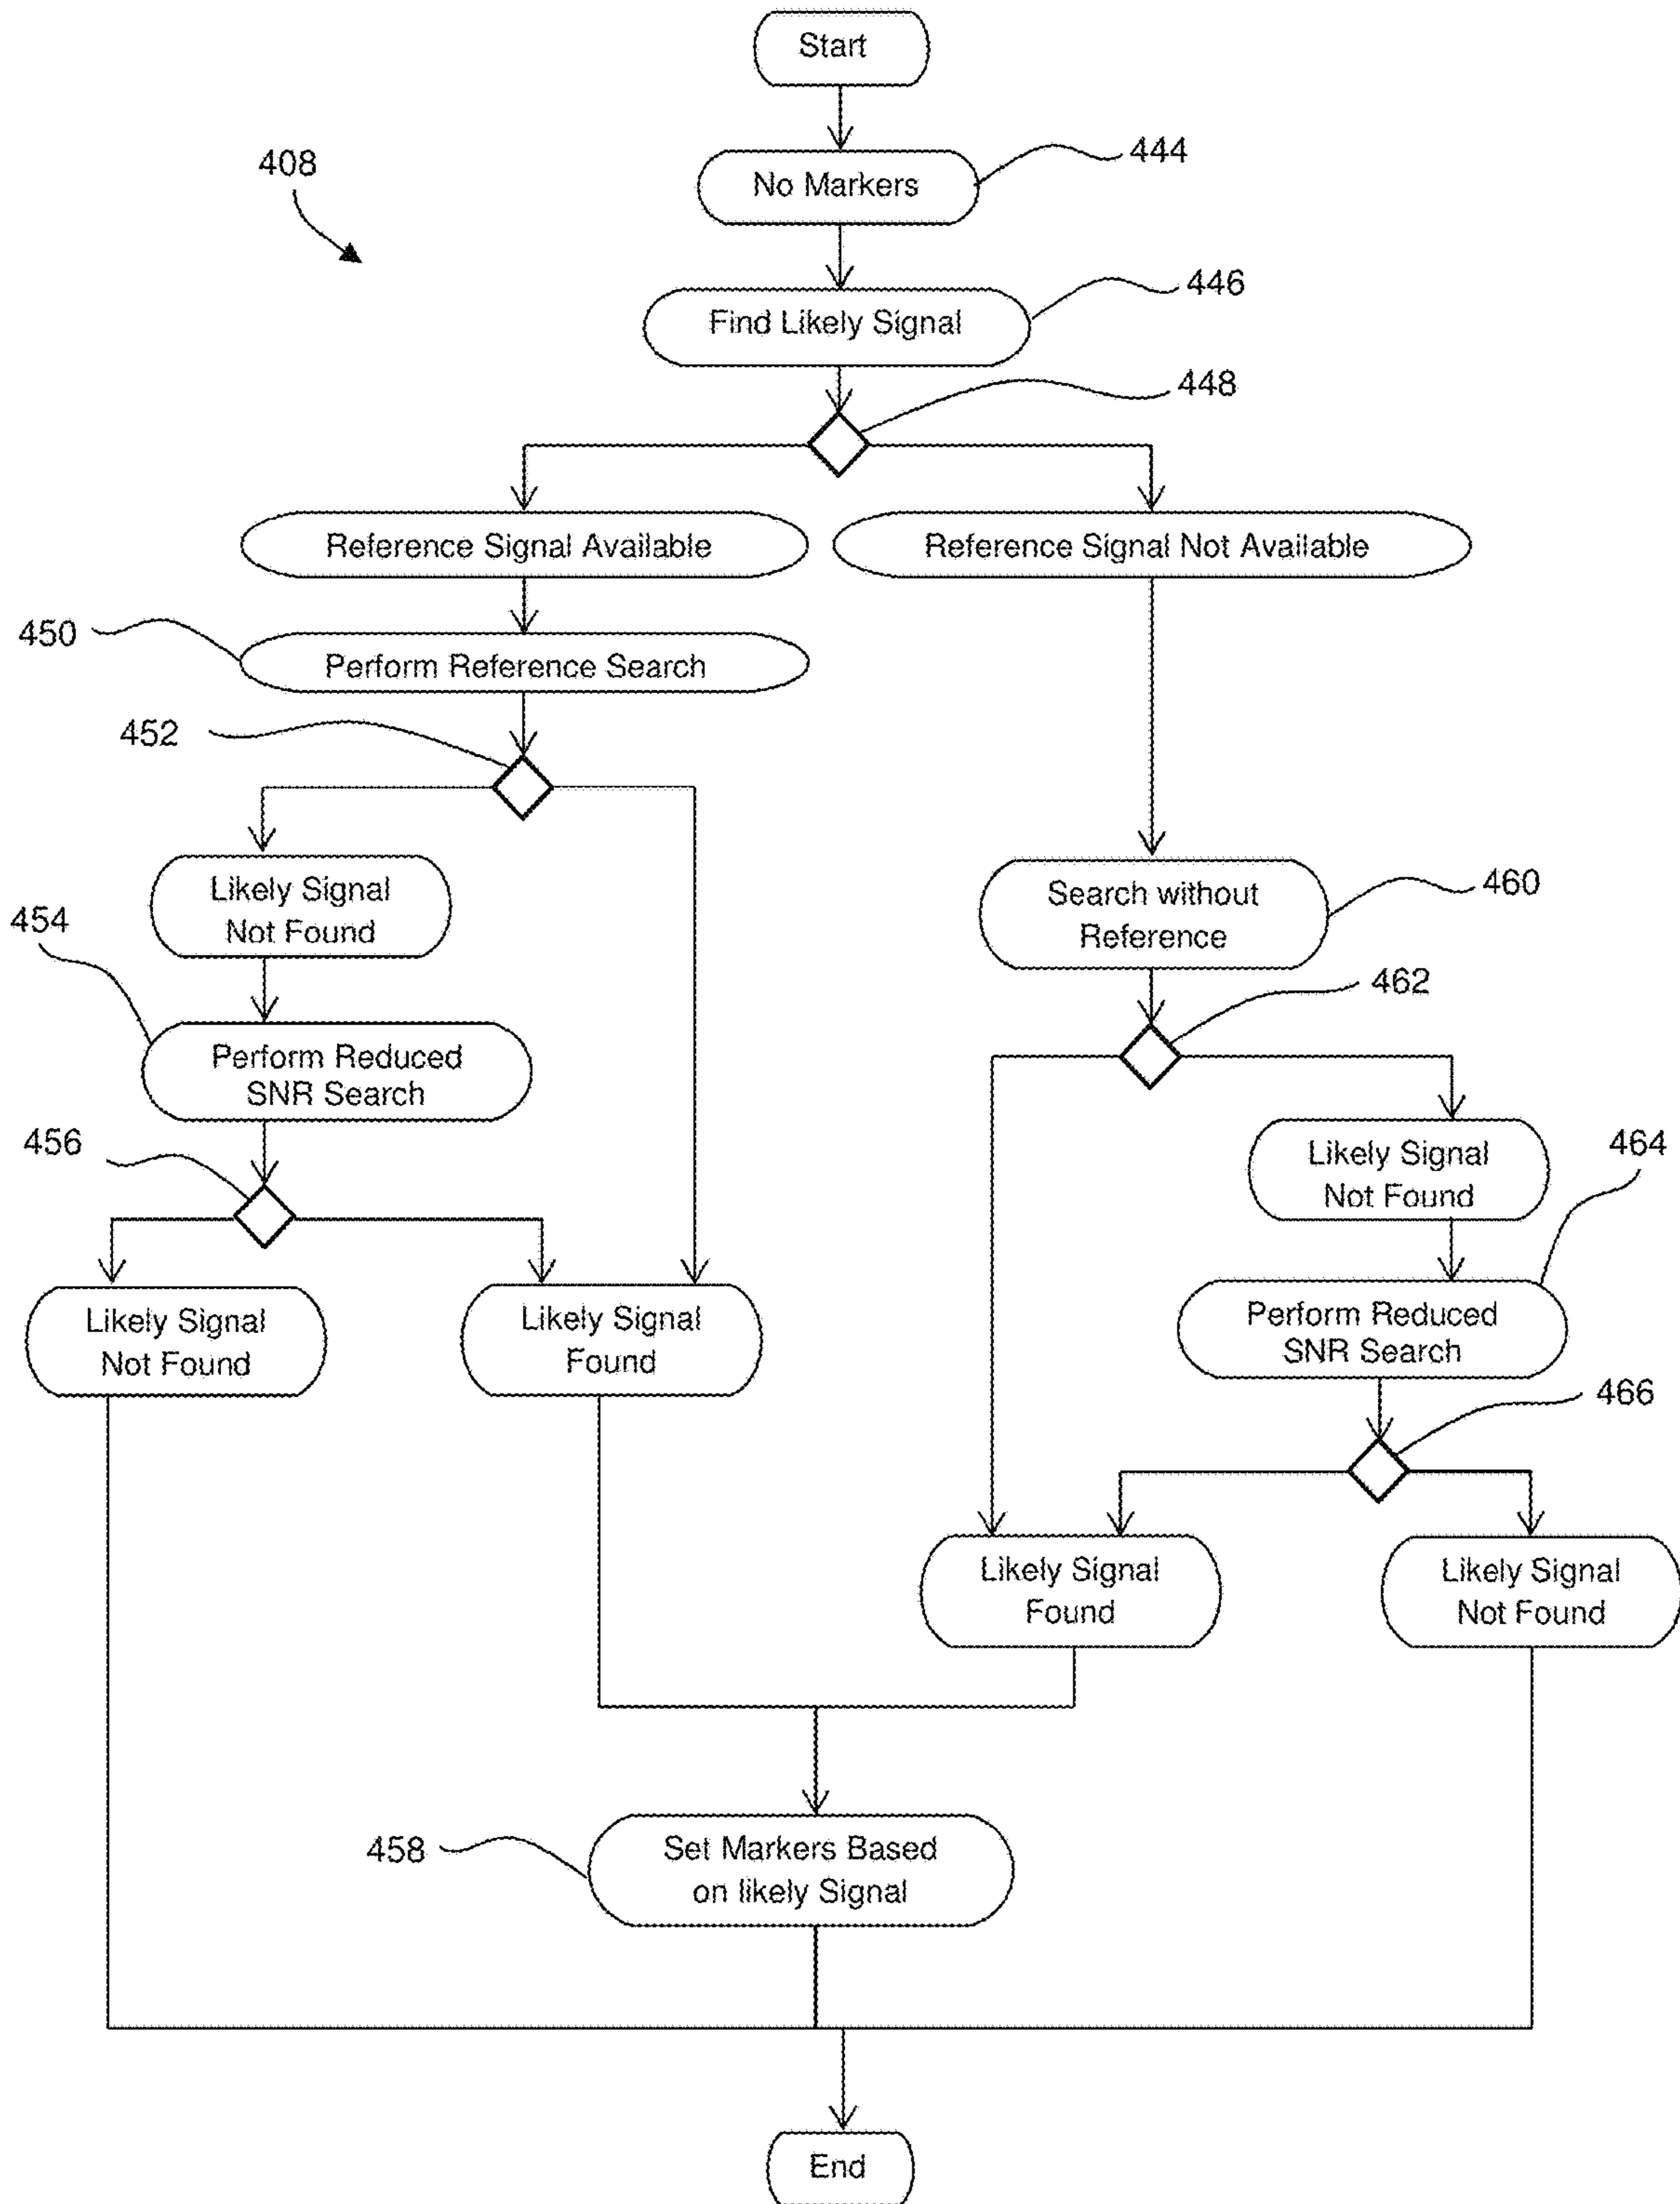 Start
408
No Markers
444
Find Likely Signal
446
448
Reference Signal Available
Reference Signal Not Available
450
Perform Reference Search
452
Likely Signal
Not Found
454
Perform Reduced
SNR Search
456
Likely Signal
Not Found
Likely Signal
Found
Search without
Reference
460
462
Likely Signal
Not Found
464
Perform Reduced
SNR Search
466
Likely Signal
Found
Likely Signal
Not Found
458
Set Markers Based
on likely Signal
End